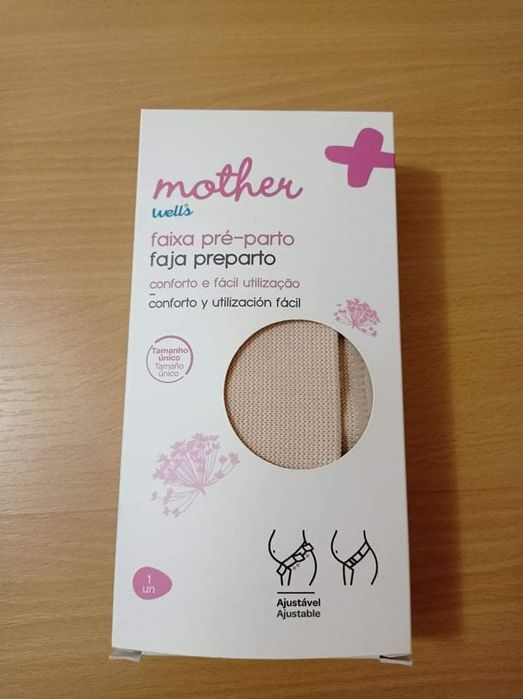 mother
well's
faixa pré-parto
faja preparto
conforto e fácil utilização
conforto y utilización fácil
Tamanho
único
Tamaño
único
1
un
Ajustável
Ajustable